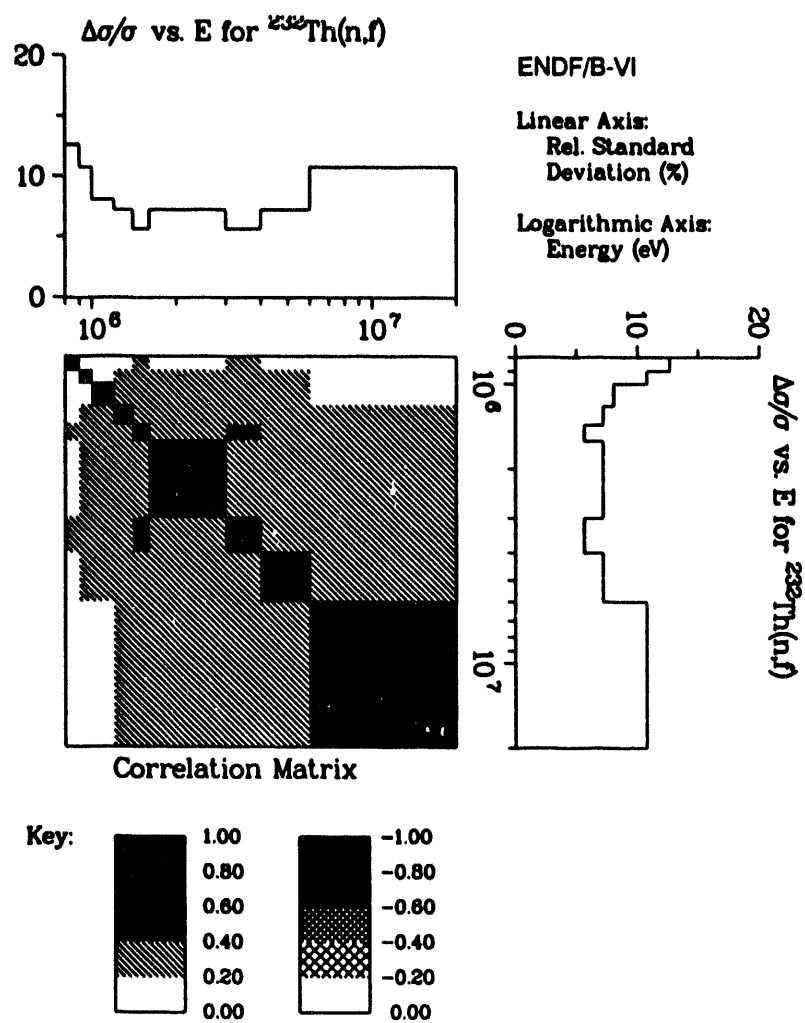 Δσ/σ vs. E for ²³²Th(n,f)
20
10
0
10⁶
10⁷
ENDF/B-VI
Linear Axis:
Rel. Standard
Deviation (%)
Logarithmic Axis:
Energy (eV)
0
10
20
10⁶
10⁷
Δσ/σ vs. E for ²³²Th(n,f)
Correlation Matrix
Key:
1.00
0.80
0.60
0.40
0.20
0.00
-1.00
-0.80
-0.60
-0.40
-0.20
0.00